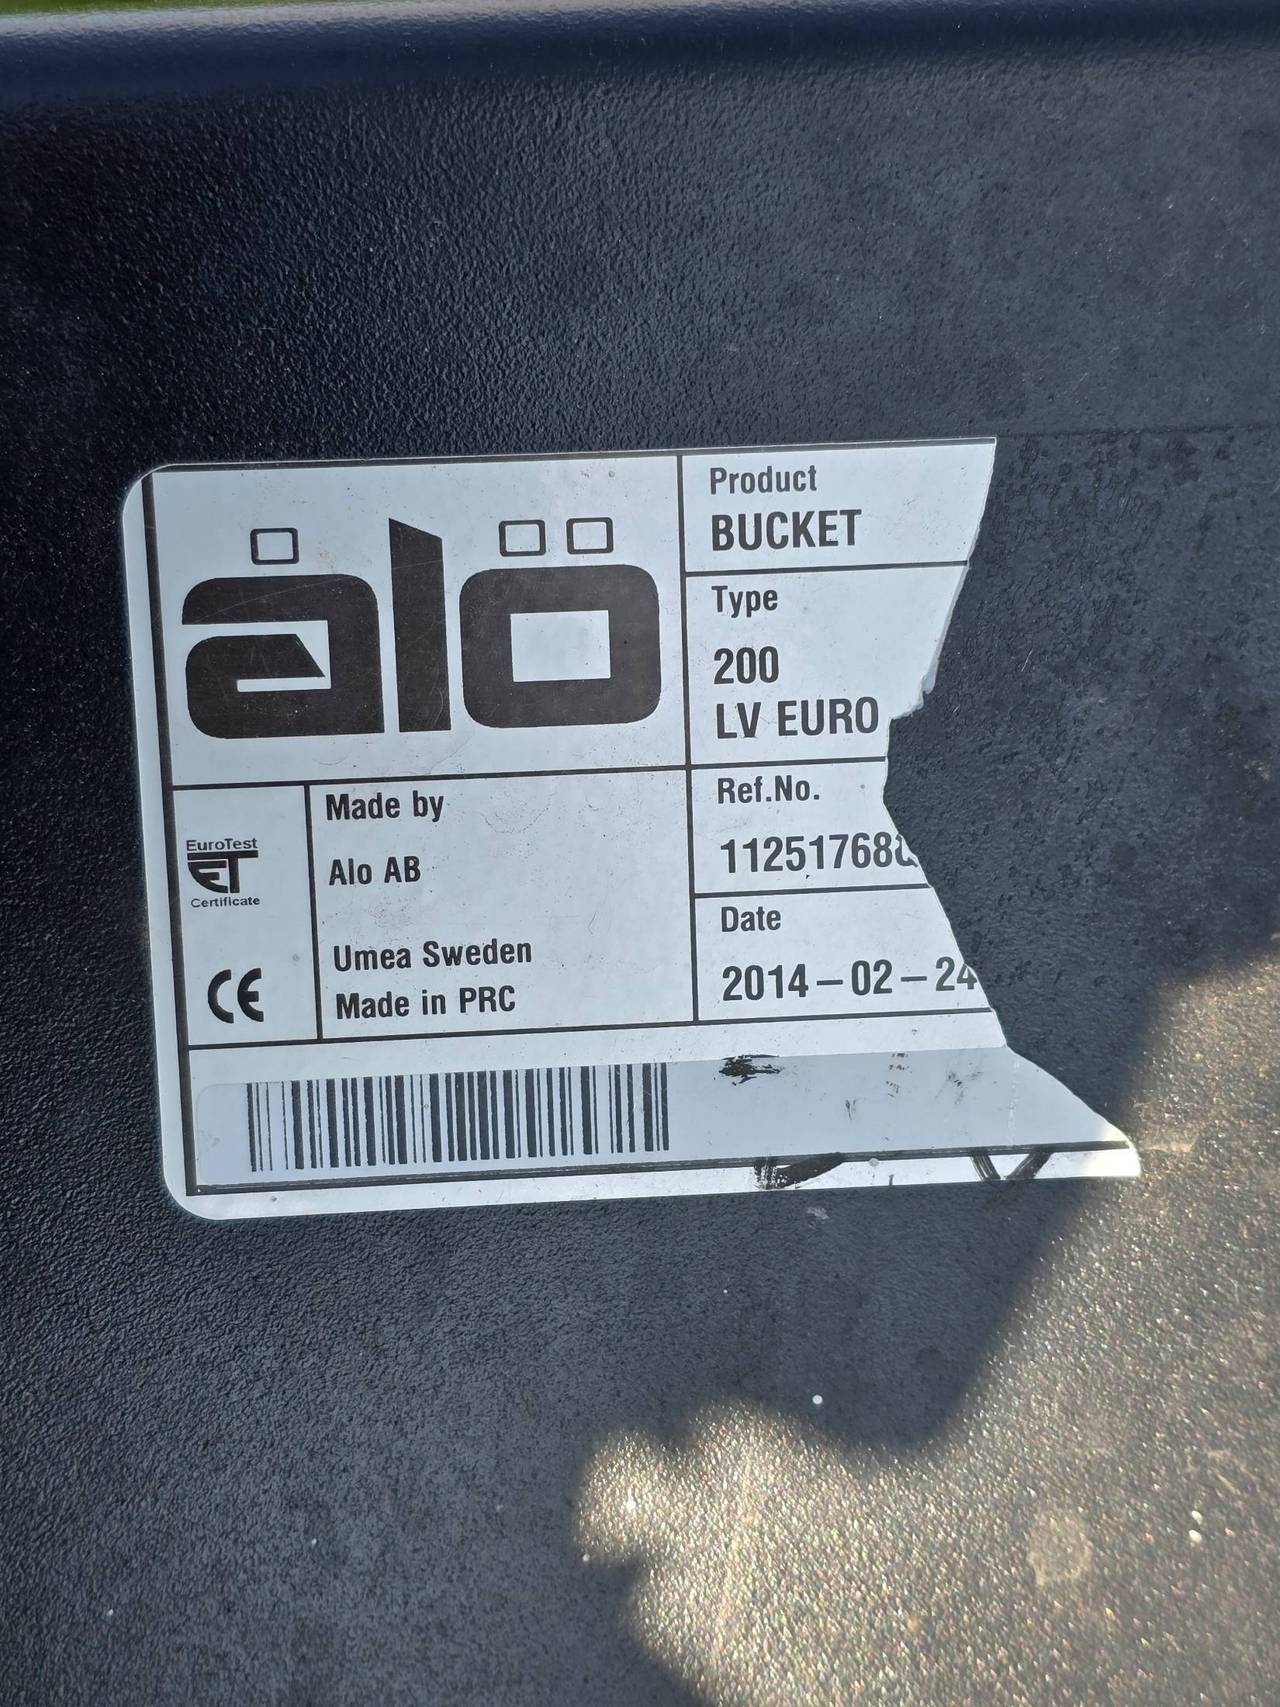 ålö
Product
BUCKET
Type
200
LV EURO
Ref.No.
Made by
Alo AB
Umea Sweden
Made in PRC
EuroTest
ET
Certificate
CE
Date
2014-02-24